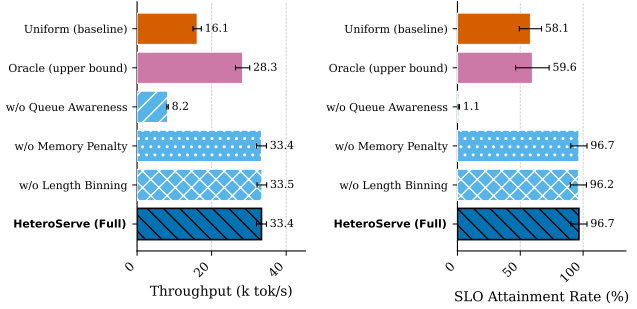 Uniform (baseline)
16.1
Oracle (upper bound)
28.3
w/o Queue Awareness
8.2
w/o Memory Penalty
33.4
w/o Length Binning
33.5
HeteroServe (Full)
33.4
0
20
40
Throughput (k tok/s)
Uniform (baseline)
58.1
Oracle (upper bound)
59.6
w/o Queue Awareness
1.1
w/o Memory Penalty
96.7
w/o Length Binning
96.2
HeteroServe (Full)
96.7
0
50
100
SLO Attainment Rate (%)